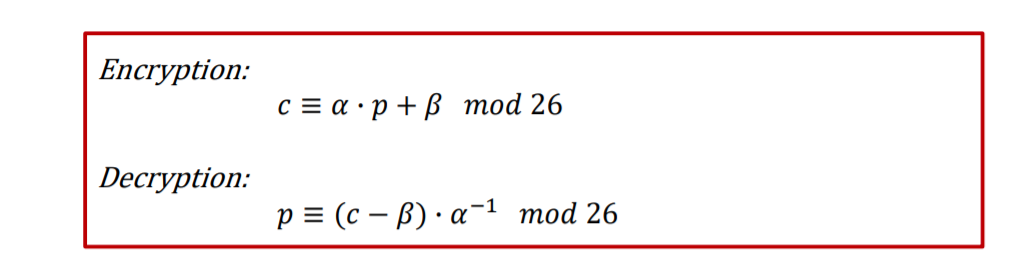 Encryption:
c ≡ α · p + β mod 26
Decryption:
p ≡ (c − β) · α⁻¹ mod 26